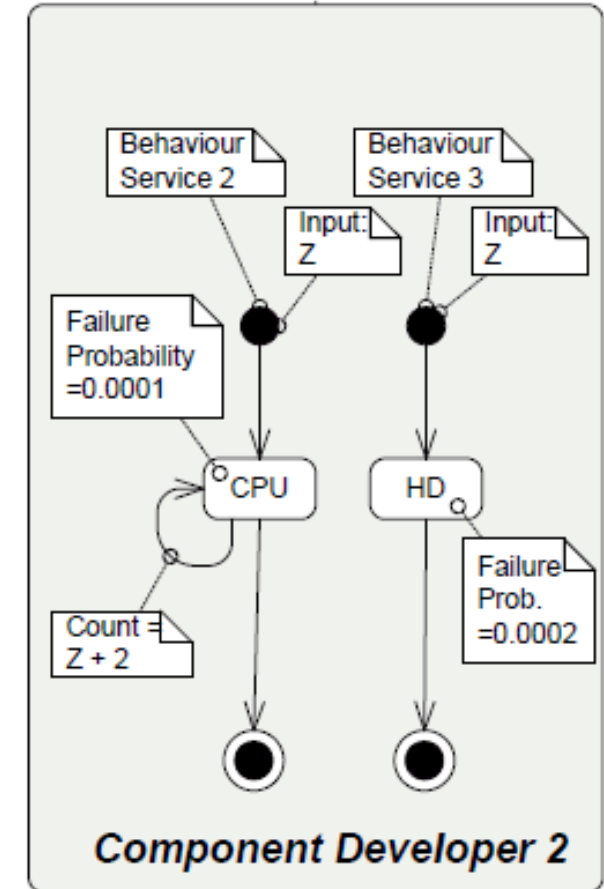 Behaviour
Service 2
Behaviour
Service 3
Input:
Z
Input:
Z
Failure
Probability
=0.0001
CPU
HD
Failure
Prob.
=0.0002
Count =
Z + 2
Component Developer 2